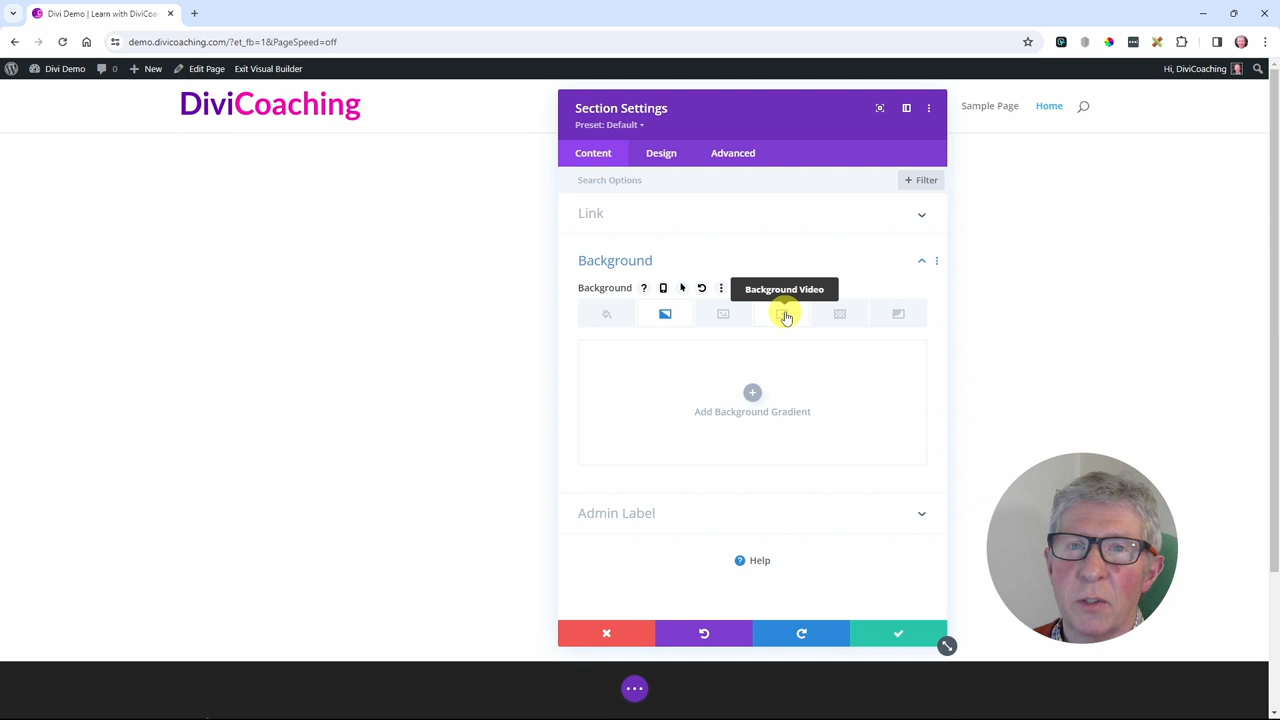 Divi Demo | Learn with DiviCoa
demo.divicoaching.com/?et_fb=1&PageSpeed=off
Divi Demo 0 New Edit Page Exit Visual Builder Hi, DiviCoaching
DiviCoaching
Sample Page Home
Section Settings
Preset: Default
Content Design Advanced
Search Options + Filter
Link
Background
Background ?
Background Video
Add Background Gradient
Admin Label
? Help